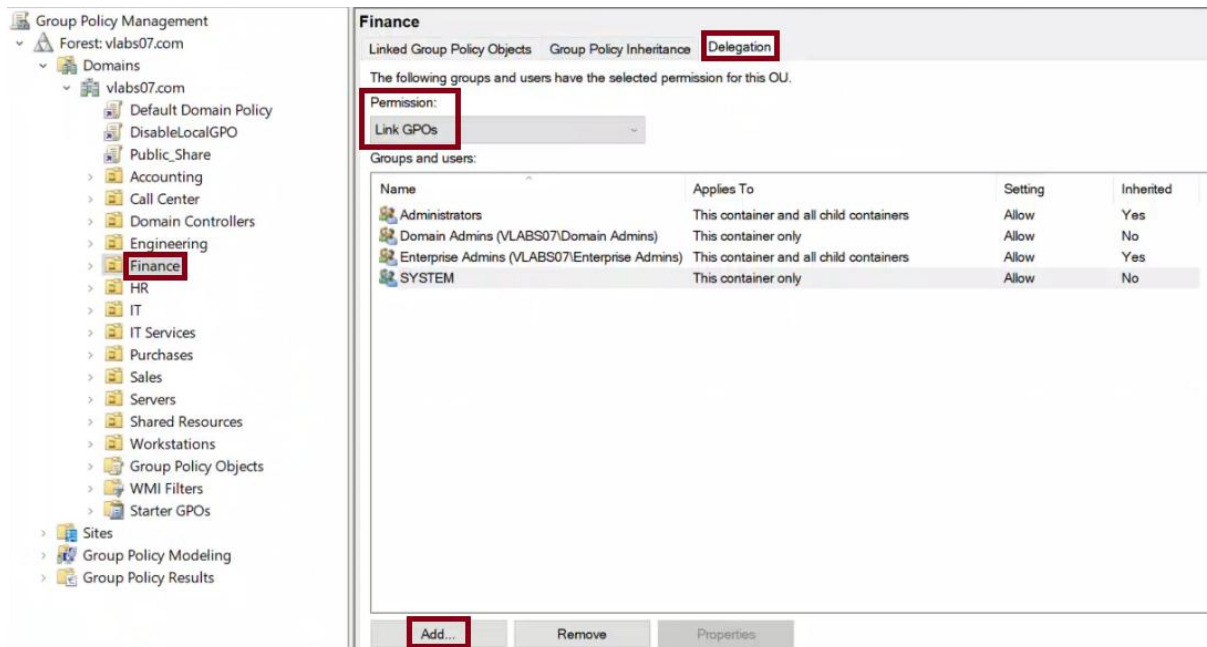 Group Policy Management
Forest: vlabs07.com
Domains
vlabs07.com
Default Domain Policy
DisableLocalGPO
Public_Share
Accounting
Call Center
Domain Controllers
Engineering
Finance
HR
IT
IT Services
Purchases
Sales
Servers
Shared Resources
Workstations
Group Policy Objects
WMI Filters
Starter GPOs
Sites
Group Policy Modeling
Group Policy Results
Finance
Linked Group Policy Objects Group Policy Inheritance Delegation
The following groups and users have the selected permission for this OU.
Permission:
Link GPOs
Groups and users:
Name Applies To Setting Inherited
Administrators This container and all child containers Allow Yes
Domain Admins (VLABS07\Domain Admins) This container only Allow No
Enterprise Admins (VLABS07\Enterprise Admins) This container and all child containers Allow Yes
SYSTEM This container only Allow No
Add... Remove Properties